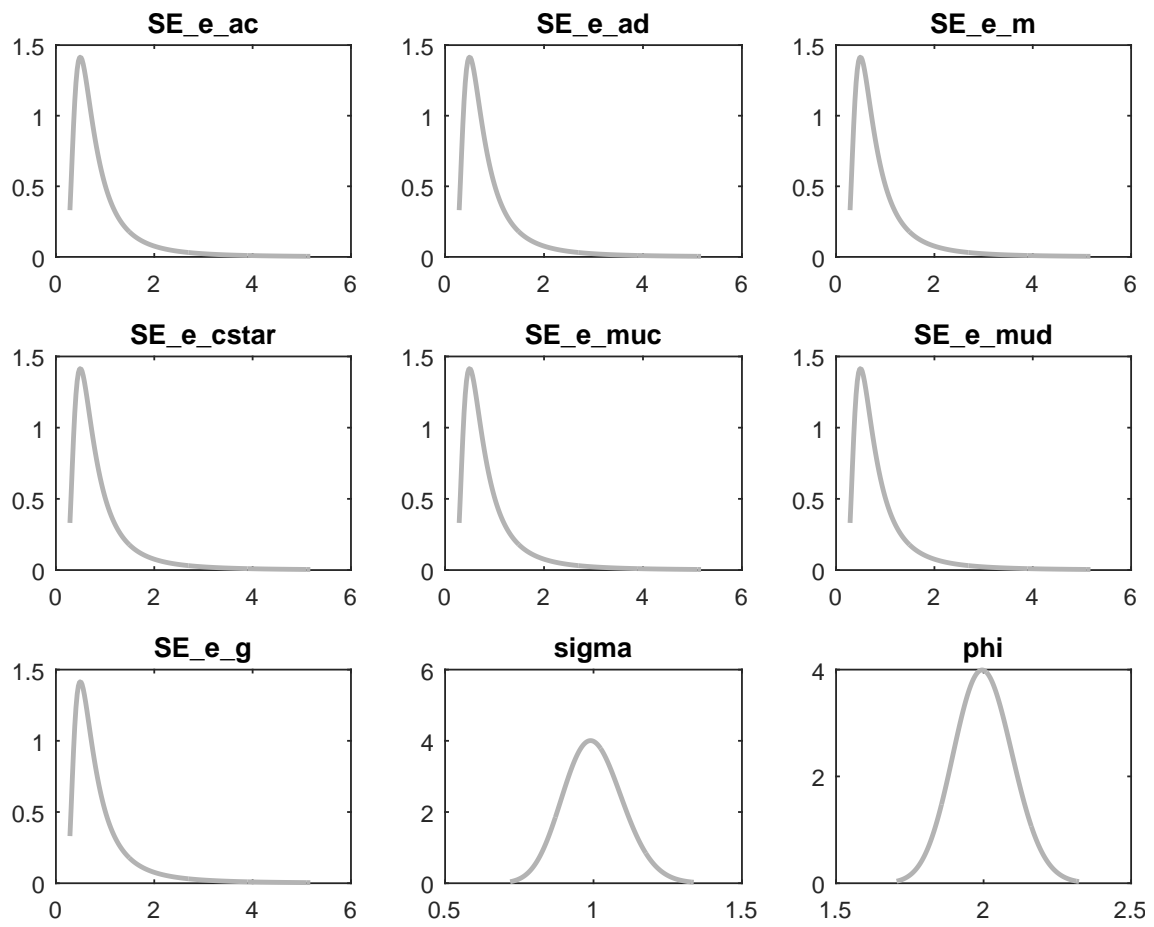 SE_e_ac SE_e_ad SE_e_m
1.5 1.5 1.5
1 1 1
0.5 0.5 0.5
0 0 0
0 2 4 6 0 2 4 6 0 2 4 6
SE_e_cstar SE_e_muc SE_e_mud
1.5 1.5 1.5
1 1 1
0.5 0.5 0.5
0 0 0
0 2 4 6 0 2 4 6 0 2 4 6
SE_e_g sigma phi
1.5 6 4
1 4
0.5 2 2
0 0 0
0 2 4 6 0.5 1 1.5 1.5 2 2.5